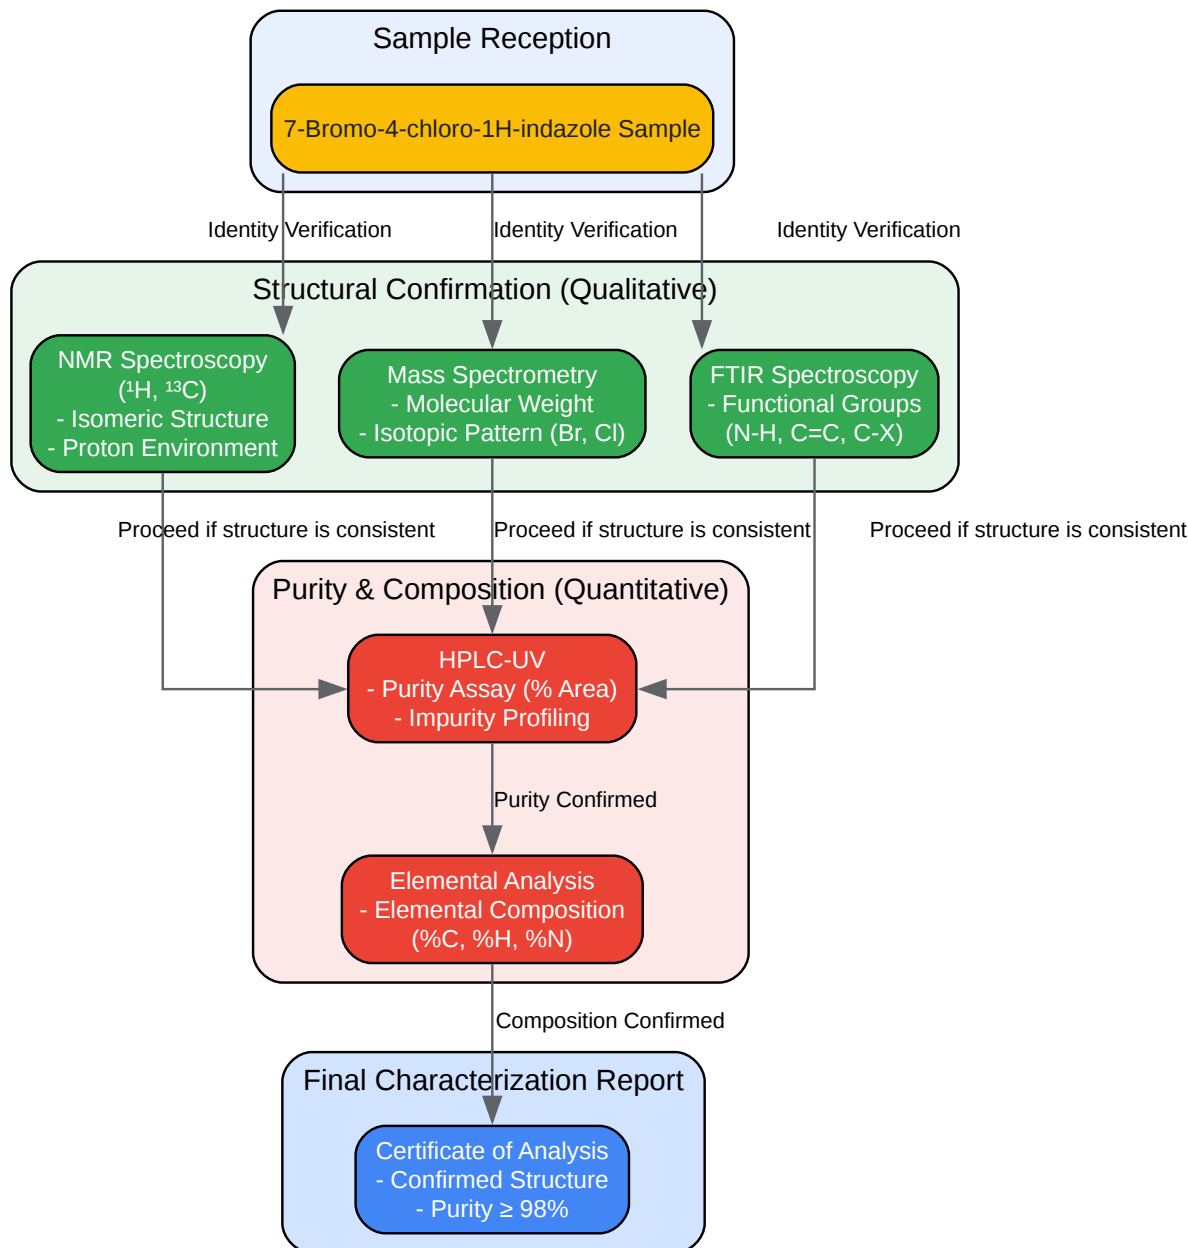 Sample Reception
7-Bromo-4-chloro-1H-indazole Sample
Identity Verification
Identity Verification
Identity Verification
Structural Confirmation (Qualitative)
NMR Spectroscopy
(¹H, ¹³C)
- Isomeric Structure
- Proton Environment
Mass Spectrometry
- Molecular Weight
- Isotopic Pattern (Br, Cl)
FTIR Spectroscopy
- Functional Groups
(N-H, C=C, C-X)
Proceed if structure is consistent
Proceed if structure is consistent
Proceed if structure is consistent
Purity & Composition (Quantitative)
HPLC-UV
- Purity Assay (% Area)
- Impurity Profiling
Purity Confirmed
Elemental Analysis
- Elemental Composition
(%C, %H, %N)
Composition Confirmed
Final Characterization Report
Certificate of Analysis
- Confirmed Structure
- Purity ≥ 98%